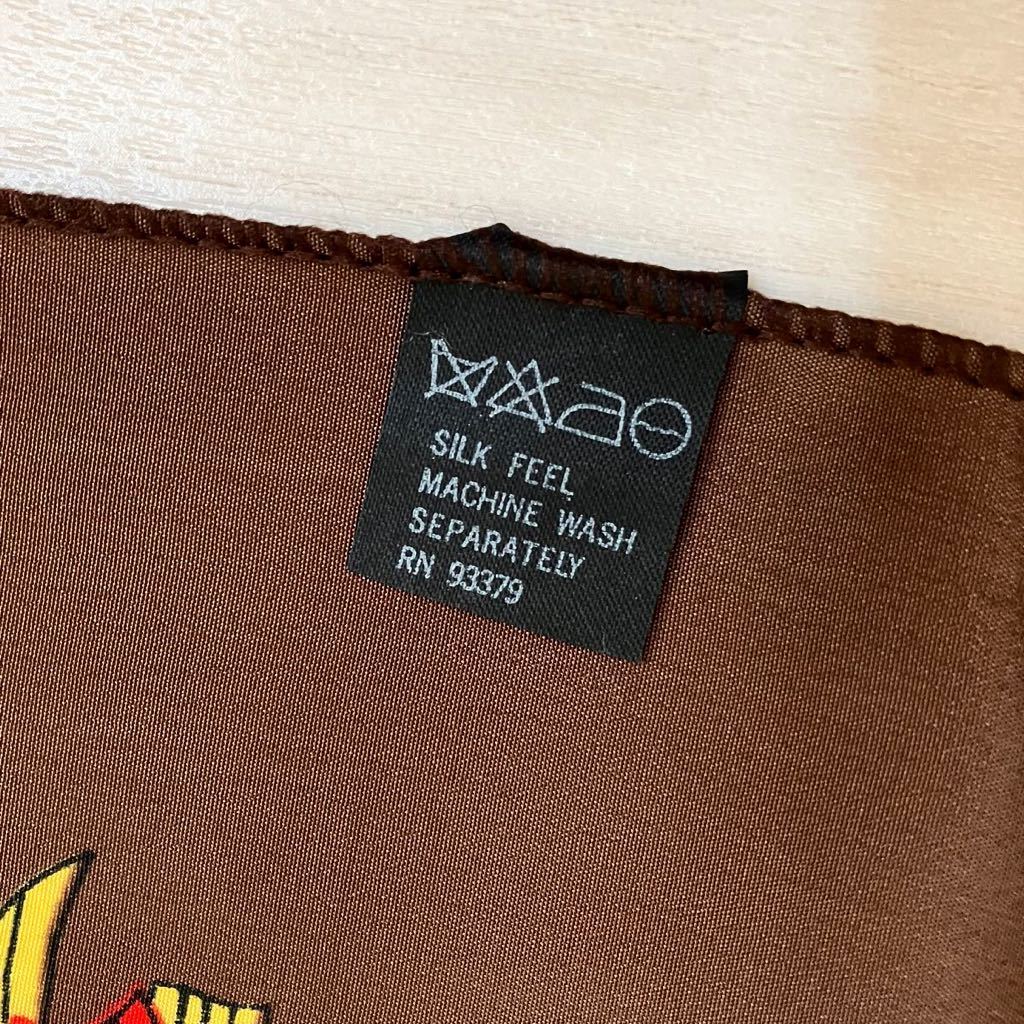 SILK FEEL
MACHINE WASH
SEPARATELY
RN 93379